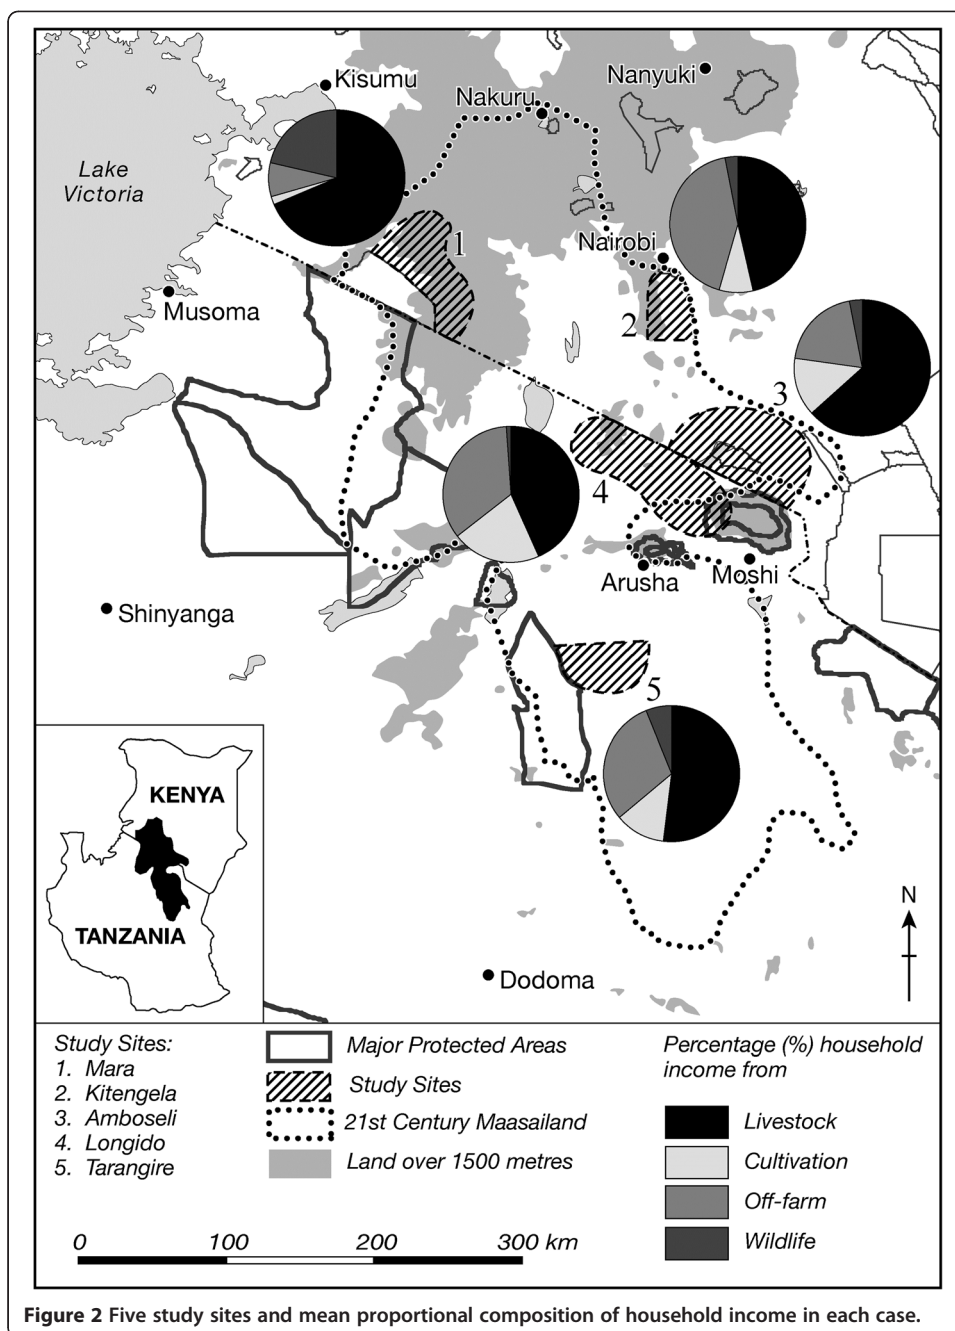 Kisumu
Nanyuki
Nakuru
Lake
Victoria
1
Nairobi
Musoma
2
3
4
Arusha
Moshi
Shinyanga
5
KENYA
TANZANIA
N
Dodoma
Study Sites:
1. Mara
2. Kitengela
3. Amboseli
4. Longido
5. Tarangire
Major Protected Areas
Study Sites
21st Century Maasailand
Land over 1500 metres
Percentage (%) household
income from
Livestock
Cultivation
Off-farm
Wildlife
0 100 200 300 km
Figure 2 Five study sites and mean proportional composition of household income in each case.